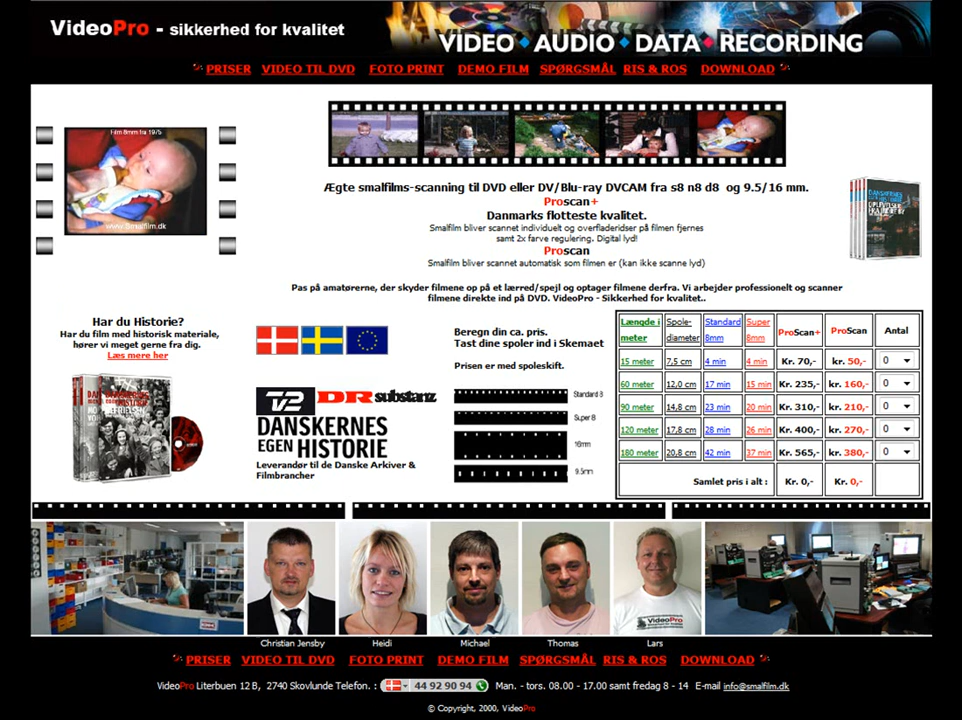 VideoPro - sikkerhed for kvalitet
VIDEO AUDIO DATA RECORDING
PRISER VIDEO TIL DVD FOTO PRINT DEMO FILM SPØRGSMÅL RIS & ROS DOWNLOAD
Film 8mm fra 1975
www.Smalfilm.dk
Ægte smalfilms-scanning til DVD eller DV/Blu-ray DVCAM fra s8 n8 d8 og 9.5/16 mm.
Proscan+
Danmarks flotteste kvalitet.
Smalfilm bliver scannet individuelt og overfladeridser på filmen fjernes
samt 2x farve regulering. Digital lyd!
Proscan
Smalfilm bliver scannet automatisk som filmen er (kan ikke scanne lyd)
Pas på amatørerne, der skyder filmene op på et lærred/spejl og optager filmene derfra. Vi arbejder professionelt og scanner
filmene direkte ind på DVD. VideoPro - Sikkerhed for kvalitet..
Har du Historie?
Har du film med historisk materiale,
hører vi meget gerne fra dig.
Læs mere her
TV2 DR substanz
DANSKERNES
EGEN HISTORIE
Leverandør til de Danske Arkiver &
Filmbrancher
Beregn din ca. pris.
Tast dine spoler ind i Skemaet
Prisen er med spoleskift.
Standard 8
Super 8
16mm
9.5mm
Længde i meter Spole-diameter Standard 8mm Super 8mm ProScan+ ProScan Antal
15 meter 7,5 cm 4 min 4 min Kr. 70,- kr. 50,- 0
60 meter 12,0 cm 17 min 15 min Kr. 235,- kr. 160,- 0
90 meter 14,8 cm 23 min 20 min Kr. 310,- kr. 210,- 0
120 meter 17,8 cm 28 min 26 min Kr. 400,- kr. 270,- 0
180 meter 20,8 cm 42 min 37 min Kr. 565,- kr. 380,- 0
Samlet pris i alt : Kr. 0,- Kr. 0,-
VideoPro
Christian Jensby Heidi Michael Thomas Lars
PRISER VIDEO TIL DVD FOTO PRINT DEMO FILM SPØRGSMÅL RIS & ROS DOWNLOAD
VideoPro Literbuen 12 B, 2740 Skovlunde Telefon. : 44 92 90 94 Man. - tors. 08.00 - 17.00 samt fredag 8 - 14 E-mail info@smalfilm.dk
© Copyright, 2000, VideoPro